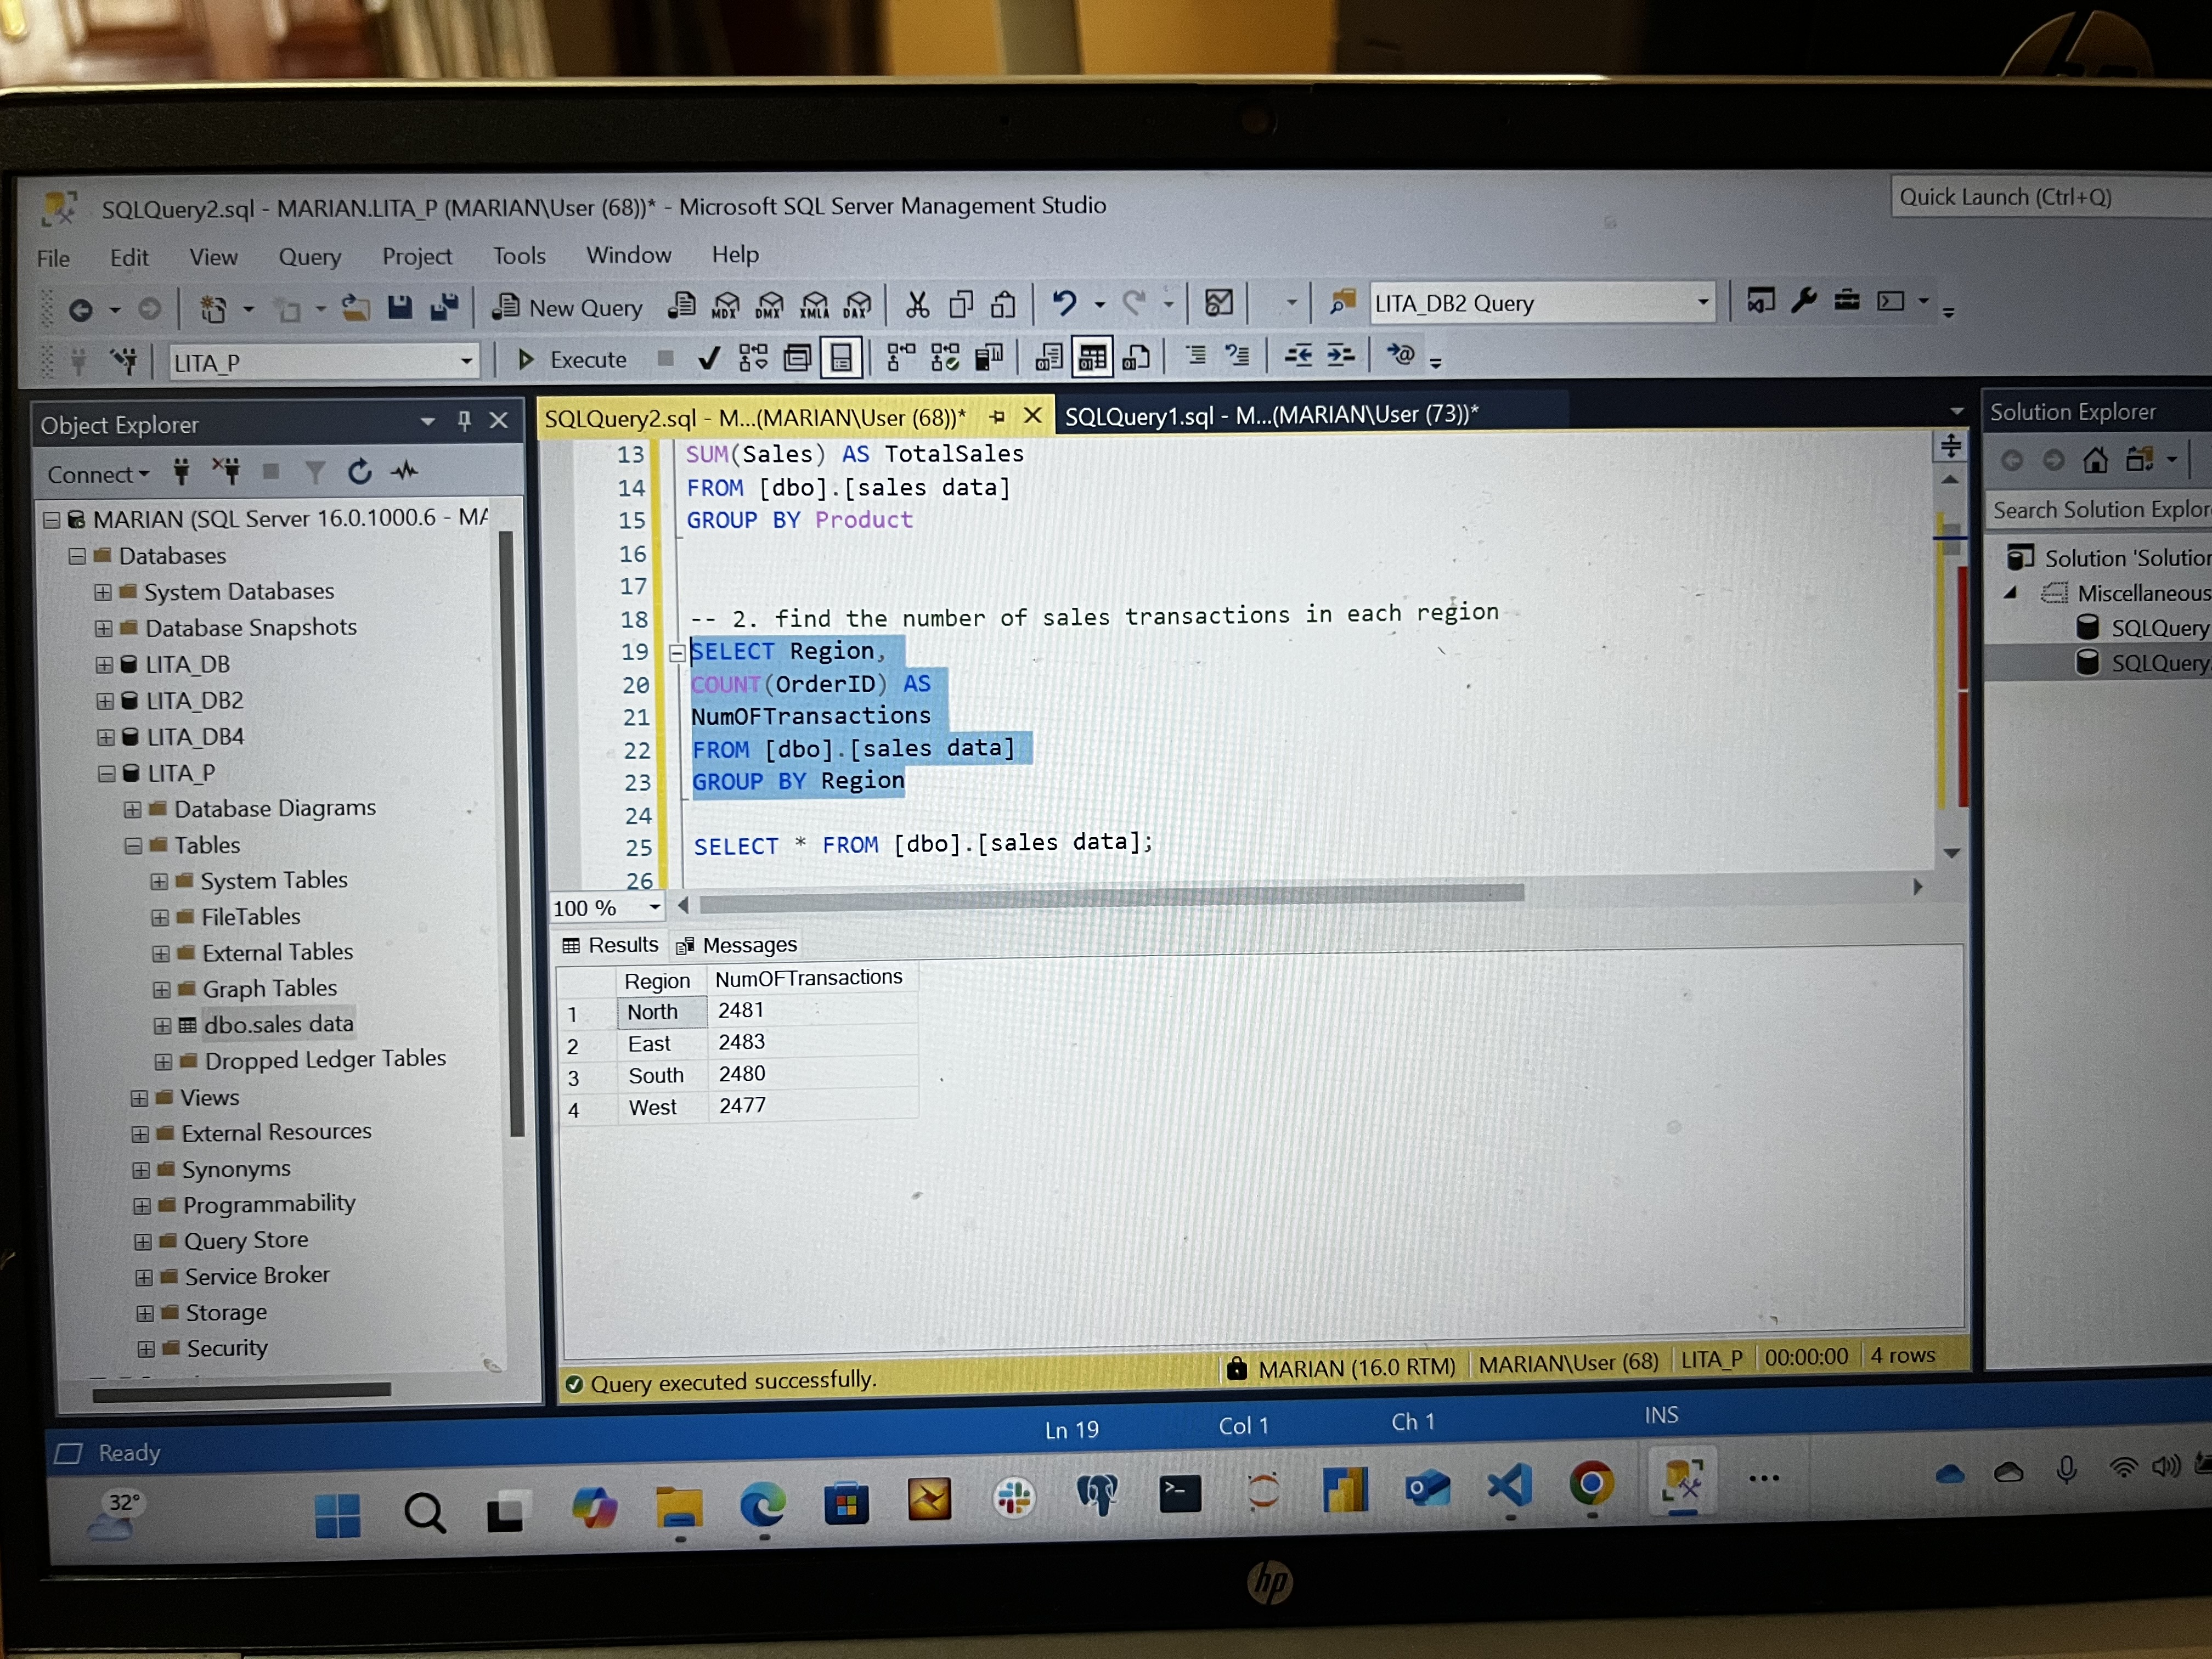 hp
SQLQuery2.sql - MARIAN.LITA_P (MARIAN\User (68))* - Microsoft SQL Server Management Studio
Quick Launch (Ctrl+Q)
File Edit View Query Project Tools Window Help
New Query MDX DMX XMLA DAX LITA_DB2 Query
LITA_P Execute
Object Explorer
Connect
MARIAN (SQL Server 16.0.1000.6 - MA
Databases
System Databases
Database Snapshots
LITA_DB
LITA_DB2
LITA_DB4
LITA_P
Database Diagrams
Tables
System Tables
FileTables
External Tables
Graph Tables
dbo.sales data
Dropped Ledger Tables
Views
External Resources
Synonyms
Programmability
Query Store
Service Broker
Storage
Security
SQLQuery2.sql - M...(MARIAN\User (68))* SQLQuery1.sql - M...(MARIAN\User (73))*
13 SUM(Sales) AS TotalSales
14 FROM [dbo].[sales data]
15 GROUP BY Product
16
17
18 -- 2. find the number of sales transactions in each region
19 SELECT Region,
20 COUNT(OrderID) AS
21 NumOFTransactions
22 FROM [dbo].[sales data]
23 GROUP BY Region
24
25 SELECT * FROM [dbo].[sales data];
26
100 %
Results Messages
Region NumOFTransactions
1 North 2481
2 East 2483
3 South 2480
4 West 2477
Query executed successfully. MARIAN (16.0 RTM) MARIAN\User (68) LITA_P 00:00:00 4 rows
Solution Explorer
Search Solution Explor
Solution 'Solution
Miscellaneous
SQLQuery
SQLQuery
Ready Ln 19 Col 1 Ch 1 INS
32°
hp